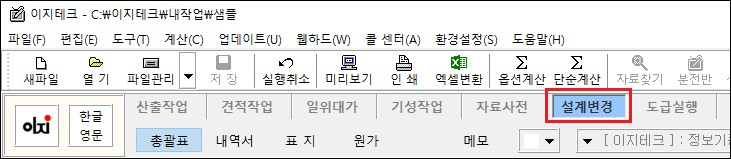 이지테크 - C:₩이지테크₩내작업₩샘플
파일(F) 편집(E) 도구(T) 계산(C) 업데이트(U) 웹하드(W) 콜 센터(A) 환경설정(S) 도움말(H)
새파일 열 기 파일관리 저 장 실행취소 미리보기 인 쇄 엑셀변환 옵션계산 단순계산 자료찾기 분전반
산출작업 견적작업 일위대가 기성작업 자료사전 설계변경 도급실행
한글
영문
총괄표 내역서 표 지 원가 메모 [ 이지테크 ] : 정보기